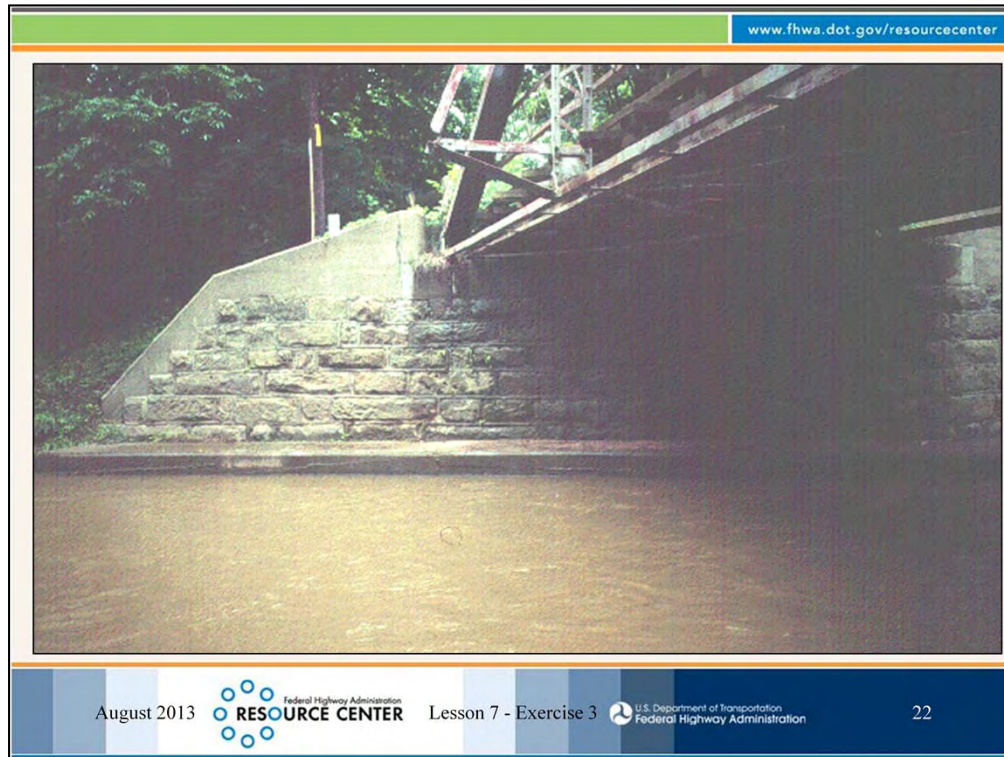 www.fhwa.dot.gov/resourcecenter
August 2013
Federal Highway Administration
RESOURCE CENTER
Lesson 7 - Exercise 3
U.S. Department of Transportation
Federal Highway Administration
22